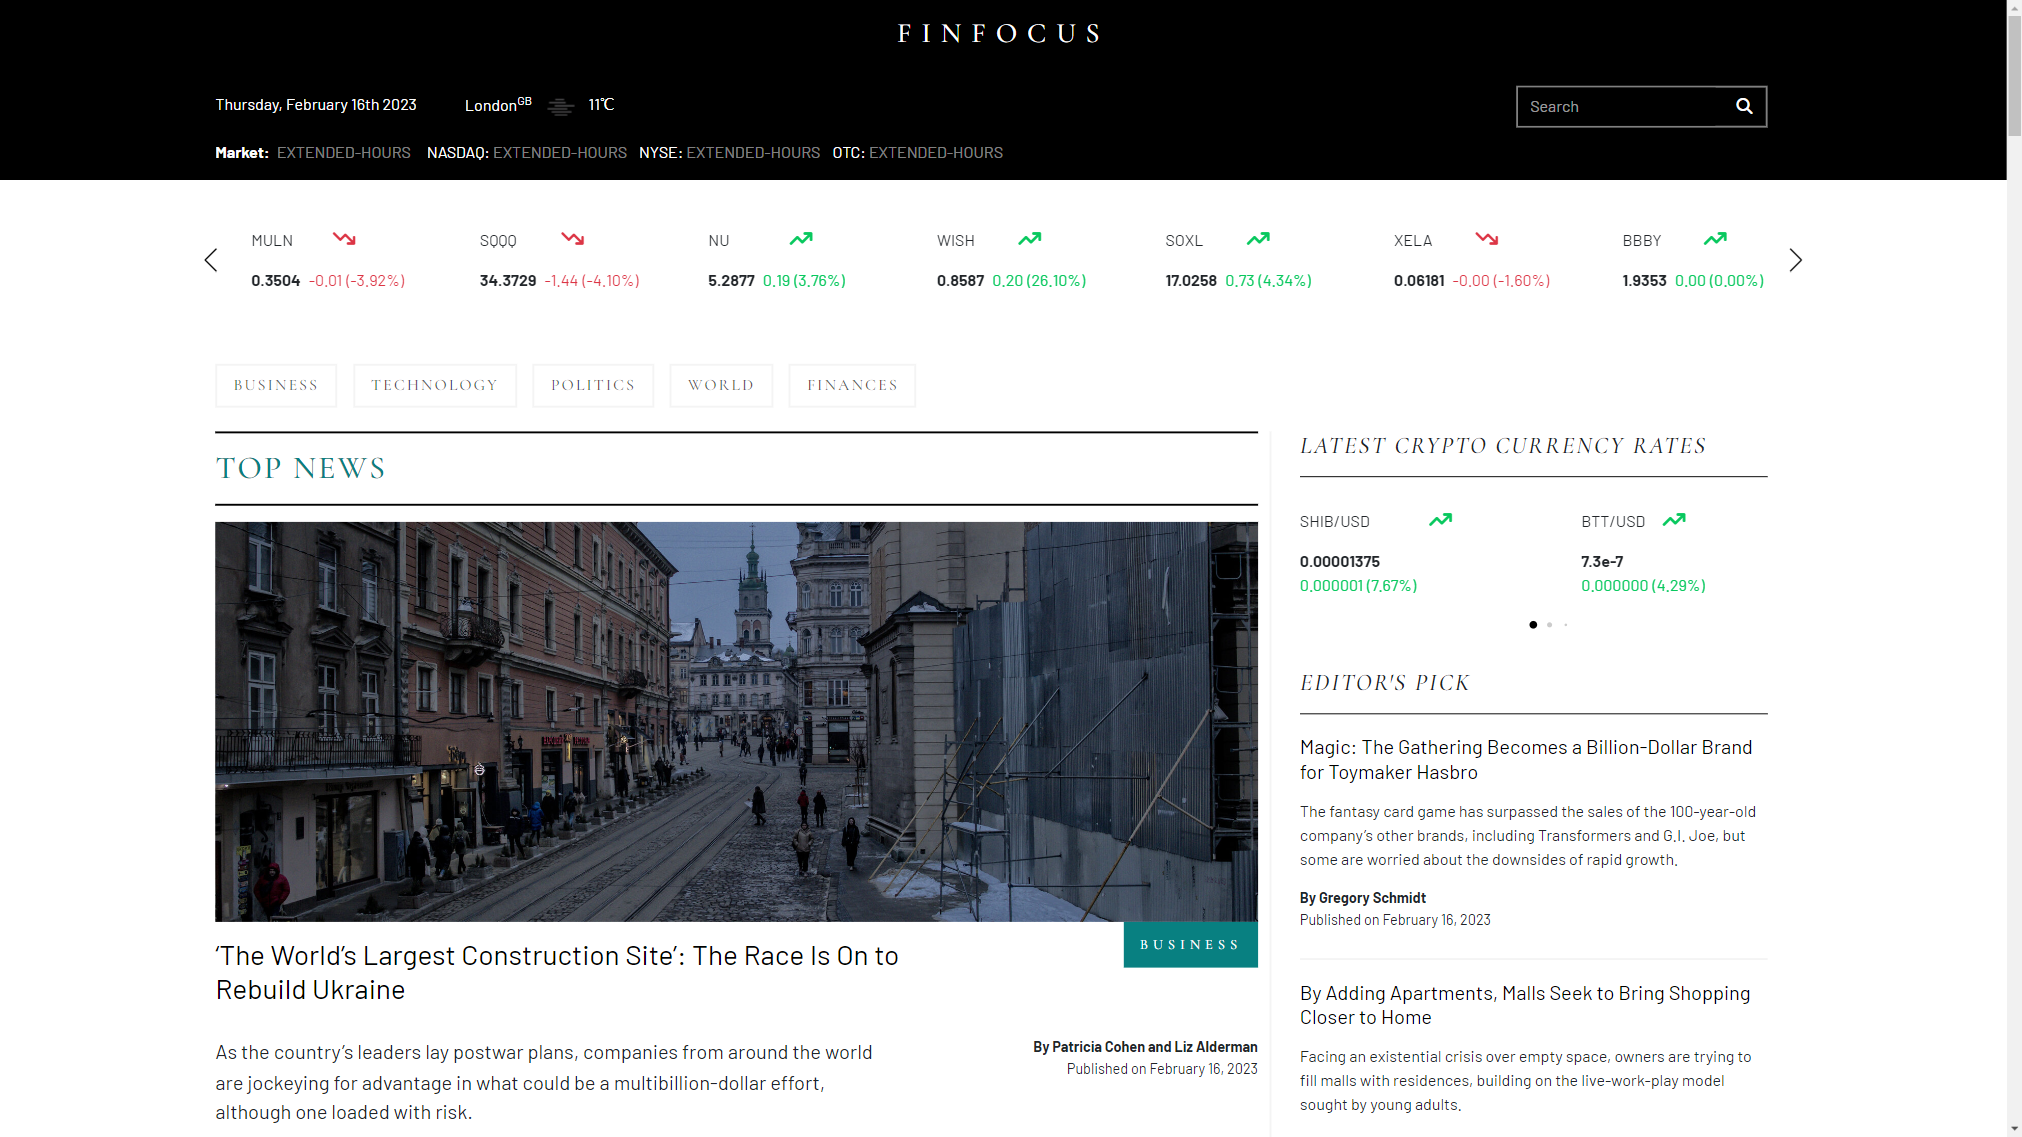 FINFOCUS
Thursday, February 16th 2023 LondonGB 11℃
Search
Market: EXTENDED-HOURS NASDAQ: EXTENDED-HOURS NYSE: EXTENDED-HOURS OTC: EXTENDED-HOURS
MULN SQQQ NU WISH SOXL XELA BBBY
0.3504 -0.01 (-3.92%) 34.3729 -1.44 (-4.10%) 5.2877 0.19 (3.76%) 0.8587 0.20 (26.10%) 17.0258 0.73 (4.34%) 0.06181 -0.00 (-1.60%) 1.9353 0.00 (0.00%)
BUSINESS TECHNOLOGY POLITICS WORLD FINANCES
TOP NEWS
BUSINESS
‘The World’s Largest Construction Site’: The Race Is On to
Rebuild Ukraine
As the country’s leaders lay postwar plans, companies from around the world
are jockeying for advantage in what could be a multibillion-dollar effort,
although one loaded with risk.
By Patricia Cohen and Liz Alderman
Published on February 16, 2023
LATEST CRYPTO CURRENCY RATES
SHIB/USD BTT/USD
0.00001375 7.3e-7
0.000001 (7.67%) 0.000000 (4.29%)
EDITOR'S PICK
Magic: The Gathering Becomes a Billion-Dollar Brand
for Toymaker Hasbro
The fantasy card game has surpassed the sales of the 100-year-old
company’s other brands, including Transformers and G.I. Joe, but
some are worried about the downsides of rapid growth.
By Gregory Schmidt
Published on February 16, 2023
By Adding Apartments, Malls Seek to Bring Shopping
Closer to Home
Facing an existential crisis over empty space, owners are trying to
fill malls with residences, building on the live-work-play model
sought by young adults.